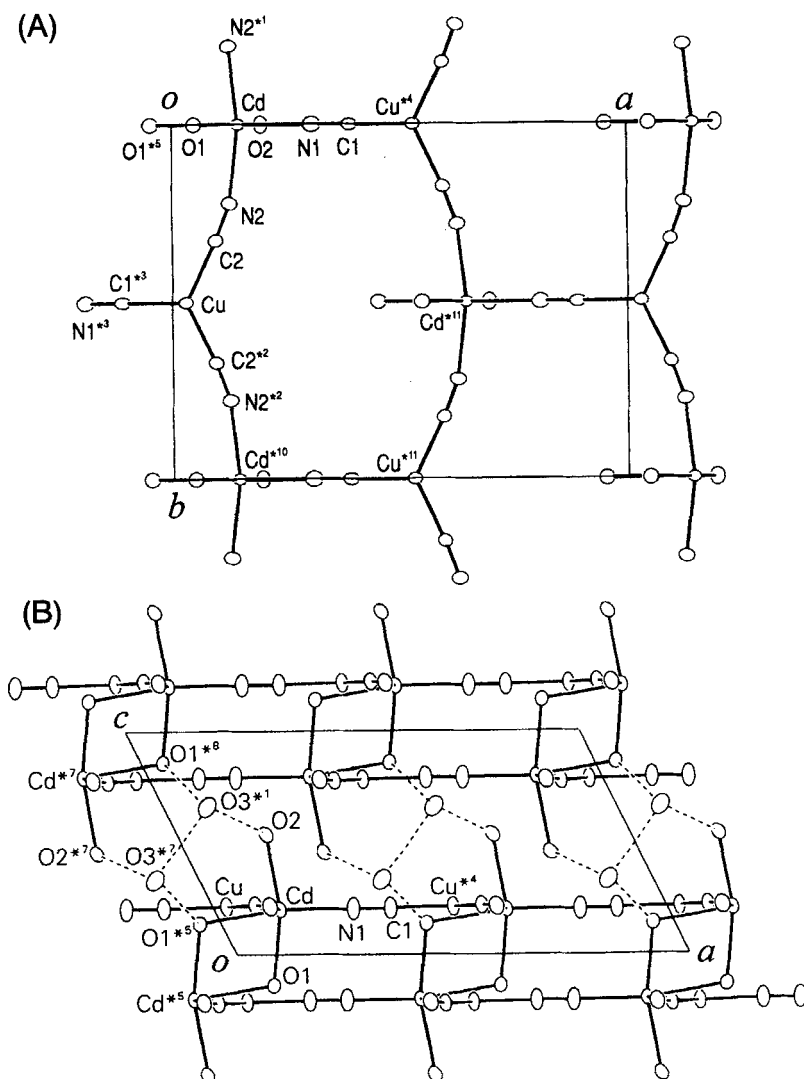 (A)
N2*1
o Cd Cu*4 a
O1*5 O1 O2 N1 C1
N2
C2
C1*3 Cu
N1*3 Cd*11
C2*2
N2*2
Cd*10 Cu*11
b
(B)
c
O1*8
Cd*7
O3*1
O2
O2*7 O3*7
Cu Cd Cu*4
N1 C1
O1*5
o O1 a
Cd*5